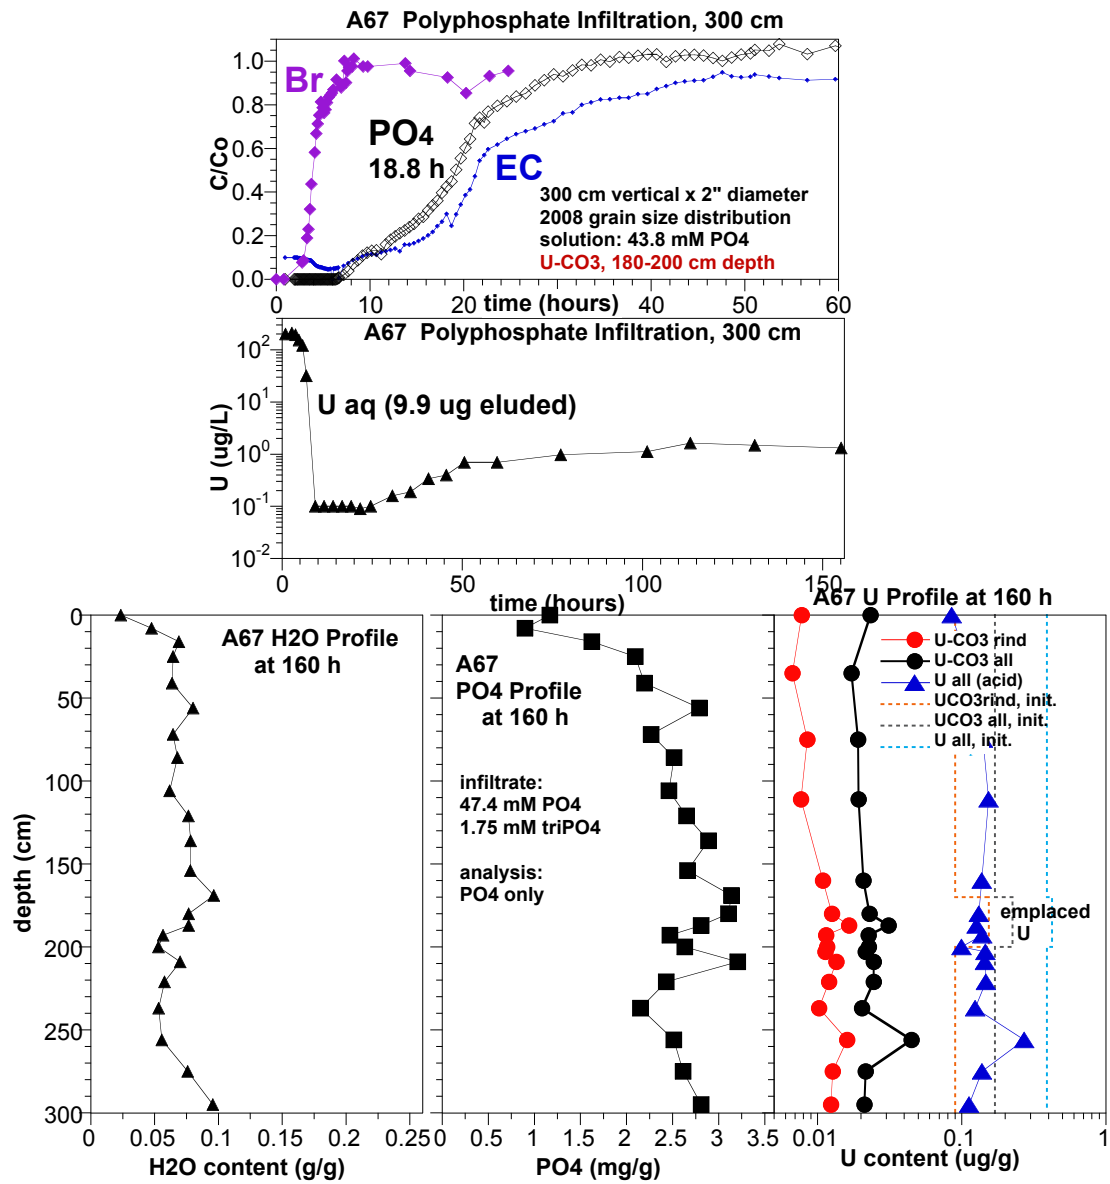 A67 Polyphosphate Infiltration, 300 cm
1.0
0.8
0.6
0.4
0.2
0.0
C/Co
Br
PO4
18.8 h
EC
300 cm vertical x 2" diameter
2008 grain size distribution
solution: 43.8 mM PO4
U-CO3, 180-200 cm depth
0 10 20 40 50 60
time (hours)
A67 Polyphosphate Infiltration, 300 cm
10^2
10^1
10^0
10^-1
10^-2
U (ug/L)
U aq (9.9 ug eluded)
0 50 100 150
time (hours)
0
50
100
150
200
250
300
depth (cm)
A67 H2O Profile
at 160 h
0 0.05 0.1 0.15 0.2 0.25
H2O content (g/g)
A67
PO4 Profile
at 160 h
infiltrate:
47.4 mM PO4
1.75 mM triPO4
analysis:
PO4 only
0 0.5 1 1.5 2 2.5 3 3.5
PO4 (mg/g)
A67 U Profile at 160 h
U-CO3 rind
U-CO3 all
U all (acid)
UCO3rind, init.
UCO3 all, init.
U all, init.
emplaced
U
0.01 0.1 1
U content (ug/g)